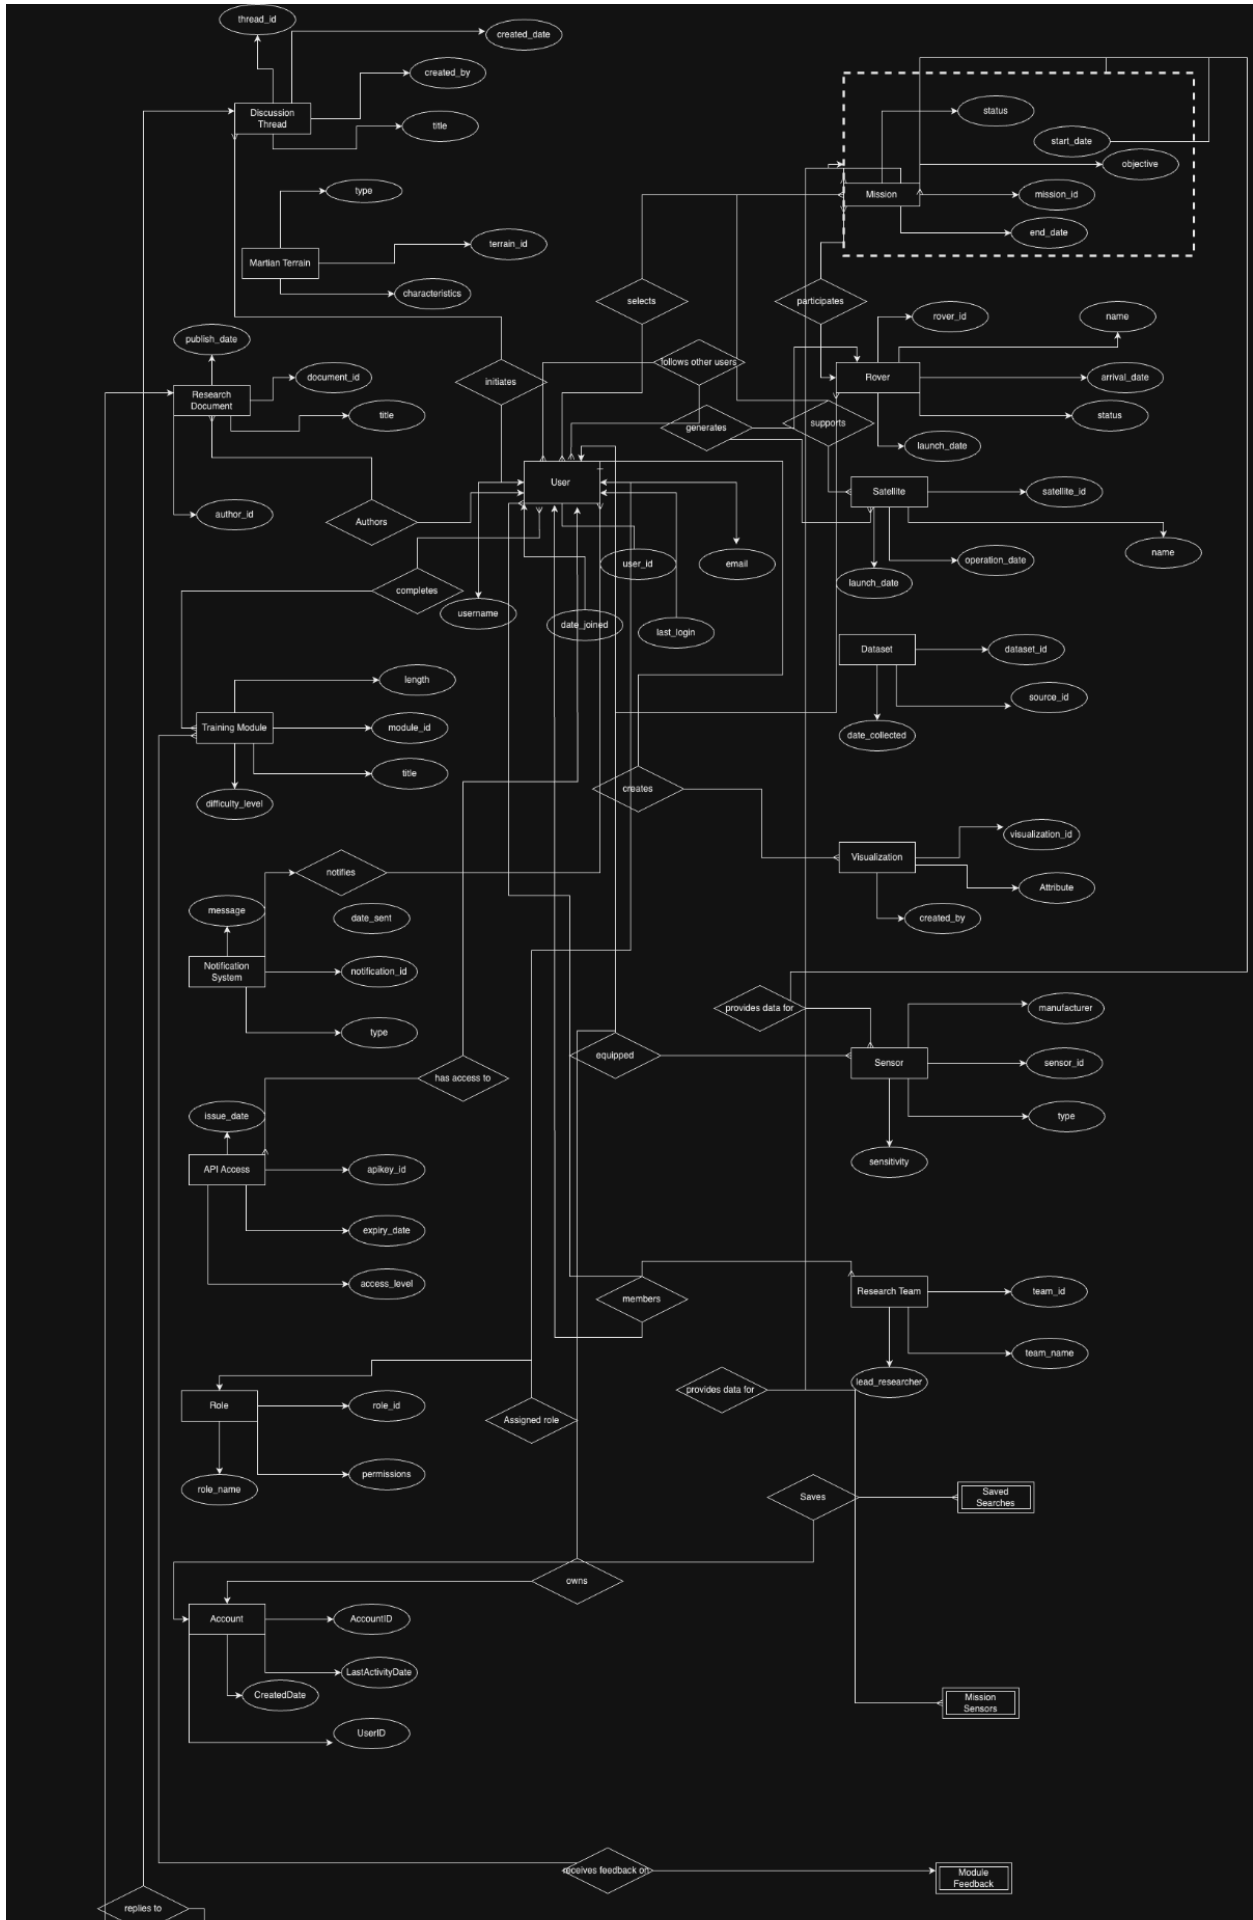 thread_id
created_date
created_by
Discussion
Thread
title
status
start_date
objective
type
Mission
mission_id
end_date
terrain_id
Martian Terrain
characteristics
selects
participates
rover_id
name
publish_date
document_id
follows other users
Rover
arrival_date
initiates
Research
Document
title
status
generates
supports
launch_date
User
Satellite
satellite_id
author_id
Authors
name
user_id
email
operation_date
launch_date
completes
username
date_joined
last_login
Dataset
dataset_id
length
source_id
Training Module
module_id
date_collected
title
creates
difficulty_level
visualization_id
Visualization
notifies
Attribute
message
date_sent
created_by
Notification
System
notification_id
provides data for
manufacturer
type
equipped
Sensor
sensor_id
has access to
issue_date
type
API Access
apikey_id
sensitivity
expiry_date
access_level
members
Research Team
team_id
team_name
lead_researcher
provides data for
Role
role_id
Assigned role
permissions
role_name
Saves
Saved
Searches
owns
Account
AccountID
LastActivityDate
CreatedDate
Mission
Sensors
UserID
receives feedback on
Module
Feedback
replies to